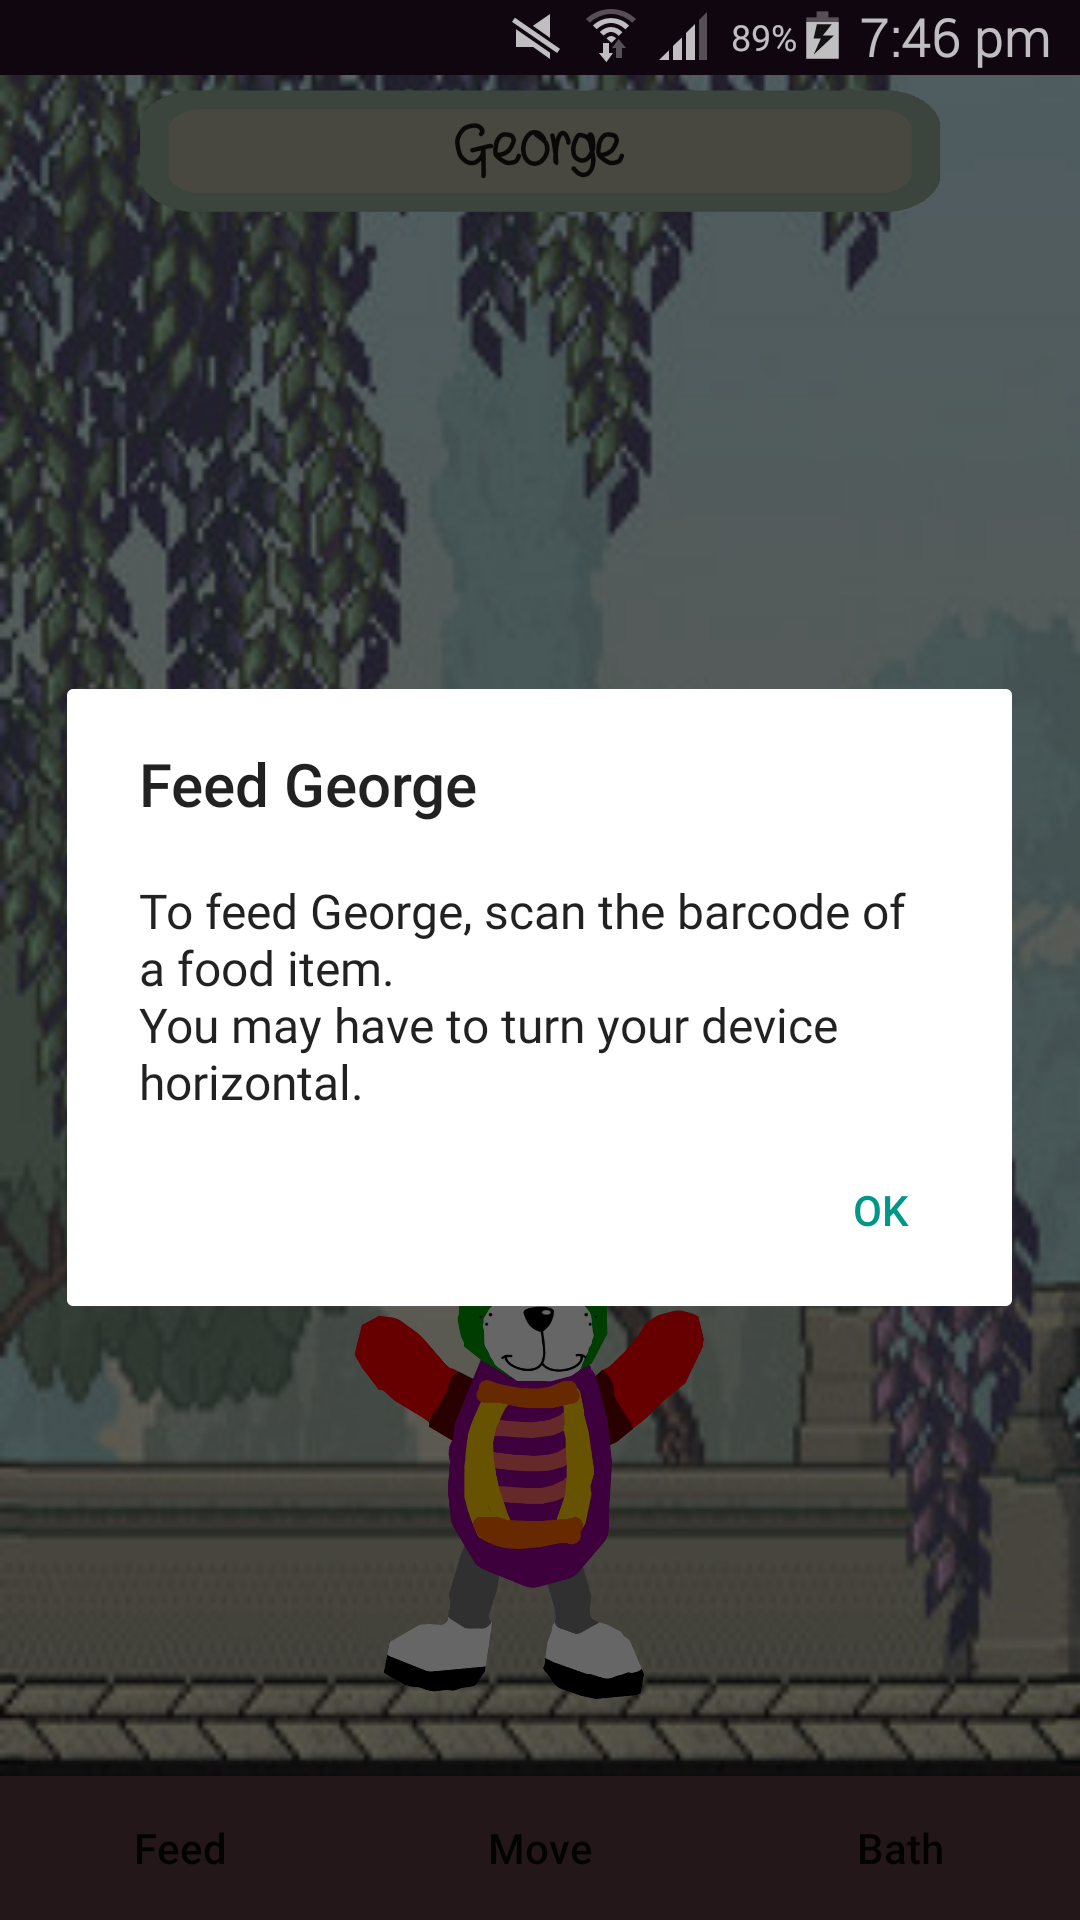 89% 7:46 pm
George
Feed George
To feed George, scan the barcode of
a food item.
You may have to turn your device
horizontal.
OK
Feed Move Bath